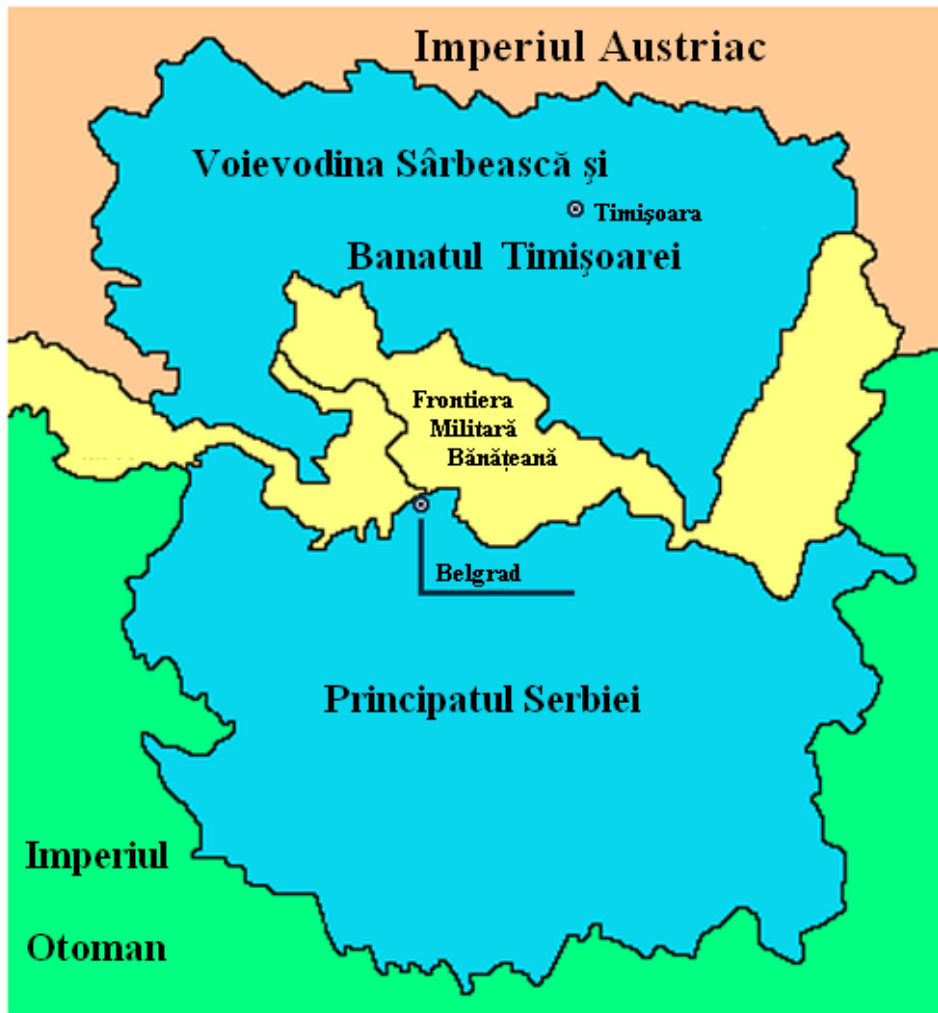 Imperiul Austriac
Voievodina Sârbească şi
Timişoara
Banatul Timişoarei
Frontiera
Militară
Bănățeană
Belgrad
Principatul Serbiei
Imperiul
Otoman